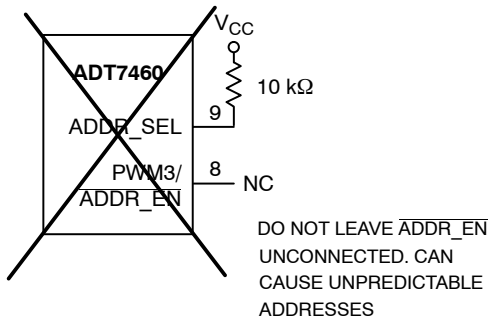 VCC
ADT7460
10 kΩ
ADDR_SEL
9
PWM3/
ADDR_EN
8
NC
DO NOT LEAVE ADDR_EN
UNCONNECTED. CAN
CAUSE UNPREDICTABLE
ADDRESSES